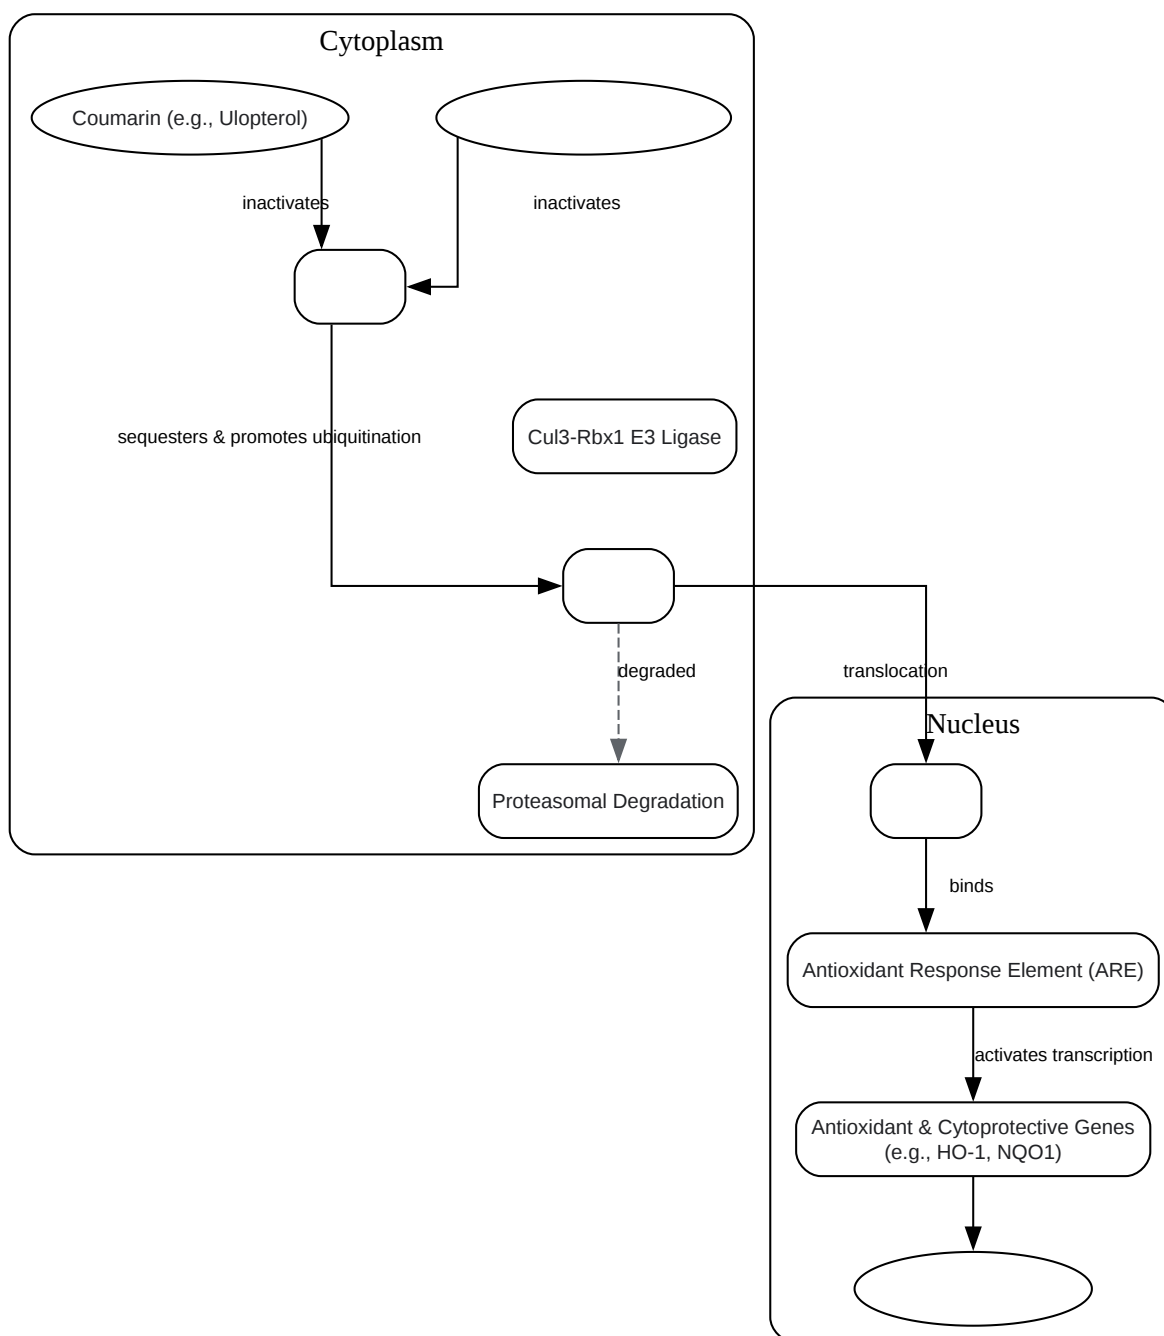 Cytoplasm
Coumarin (e.g., Ulopterol)
inactivates
inactivates
sequesters & promotes ubiquitination
Cul3-Rbx1 E3 Ligase
degraded
translocation
Nucleus
Proteasomal Degradation
binds
Antioxidant Response Element (ARE)
activates transcription
Antioxidant & Cytoprotective Genes
(e.g., HO-1, NQO1)